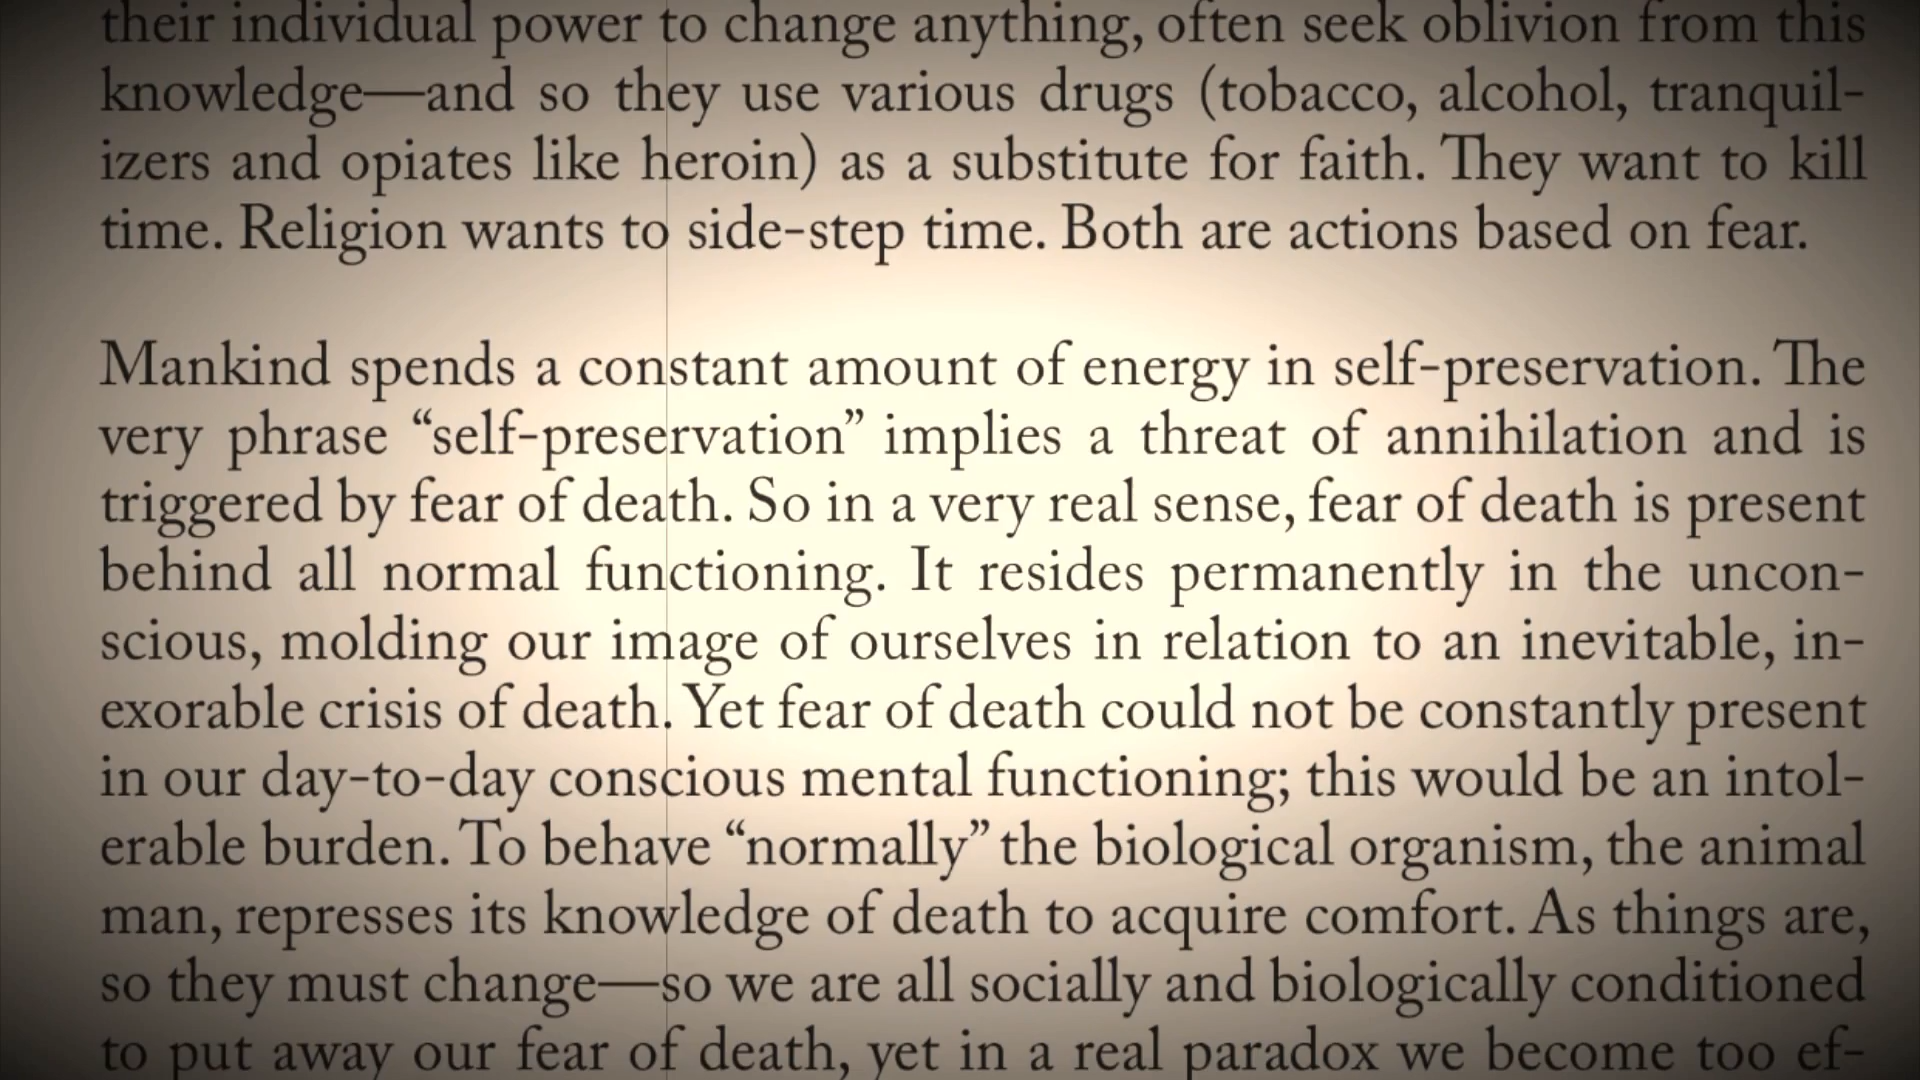 their individual power to change anything, often seek oblivion from this
knowledge—and so they use various drugs (tobacco, alcohol, tranquil-
izers and opiates like heroin) as a substitute for faith. They want to kill
time. Religion wants to side-step time. Both are actions based on fear.
Mankind spends a constant amount of energy in self-preservation. The
very phrase “self-preservation” implies a threat of annihilation and is
triggered by fear of death. So in a very real sense, fear of death is present
behind all normal functioning. It resides permanently in the uncon-
scious, molding our image of ourselves in relation to an inevitable, in-
exorable crisis of death. Yet fear of death could not be constantly present
in our day-to-day conscious mental functioning; this would be an intol-
erable burden. To behave “normally” the biological organism, the animal
man, represses its knowledge of death to acquire comfort. As things are,
so they must change—so we are all socially and biologically conditioned
to put away our fear of death, yet in a real paradox we become too ef-